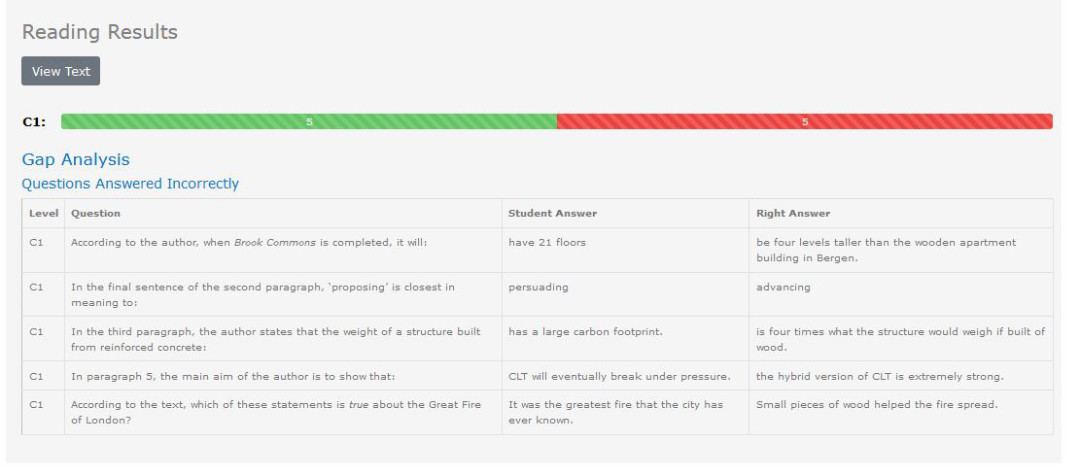 Reading Results
View Text
C1: 5 5
Gap Analysis
Questions Answered Incorrectly
Level Question Student Answer Right Answer
C1 According to the author, when Brook Commons is completed, it will: have 21 floors be four levels taller than the wooden apartment
building in Bergen.
C1 In the final sentence of the second paragraph, 'proposing' is closest in persuading advancing
meaning to:
C1 In the third paragraph, the author states that the weight of a structure built has a large carbon footprint. is four times what the structure would weigh if built of
from reinforced concrete: wood.
C1 In paragraph 5, the main aim of the author is to show that: CLT will eventually break under pressure. the hybrid version of CLT is extremely strong.
C1 According to the text, which of these statements is true about the Great Fire It was the greatest fire that the city has Small pieces of wood helped the fire spread.
of London? ever known.